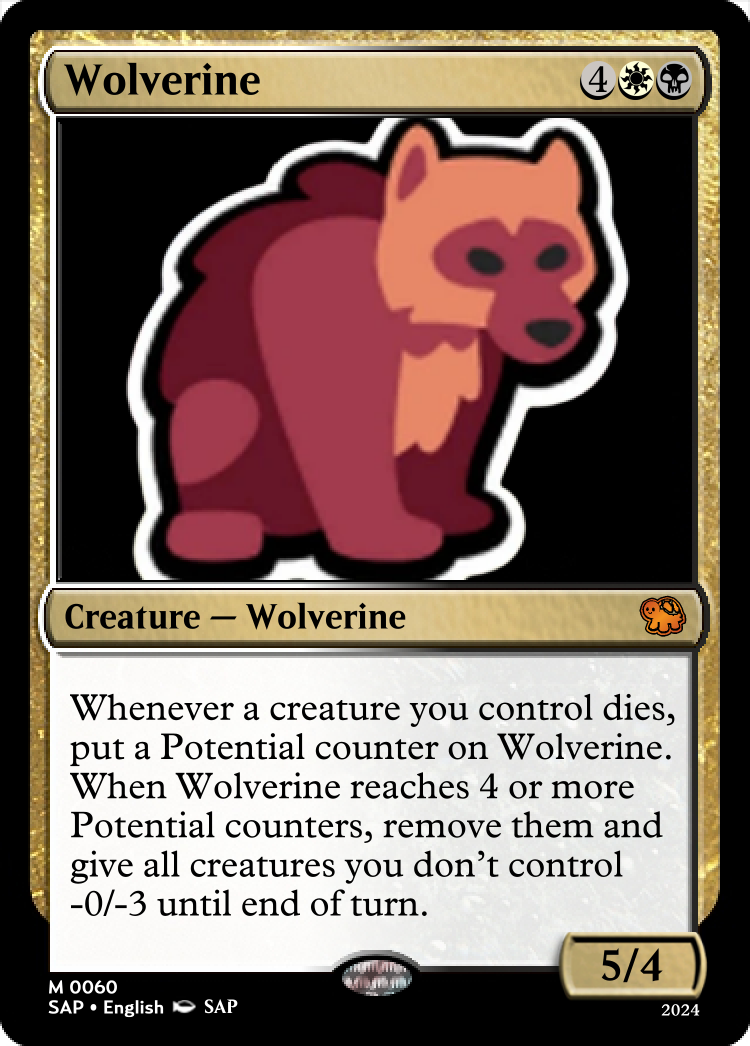 Wolverine 4
Creature — Wolverine
Whenever a creature you control dies,
put a Potential counter on Wolverine.
When Wolverine reaches 4 or more
Potential counters, remove them and
give all creatures you don’t control
-0/-3 until end of turn.
5/4
M 0060
SAP • English SAP
2024